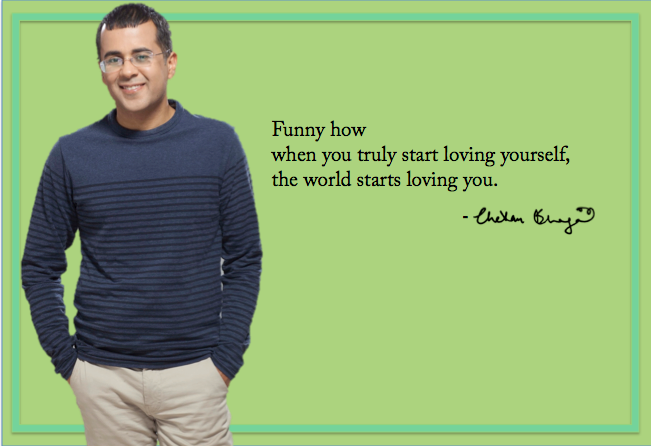 Funny how
when you truly start loving yourself,
the world starts loving you.
- Chetan Bhagat